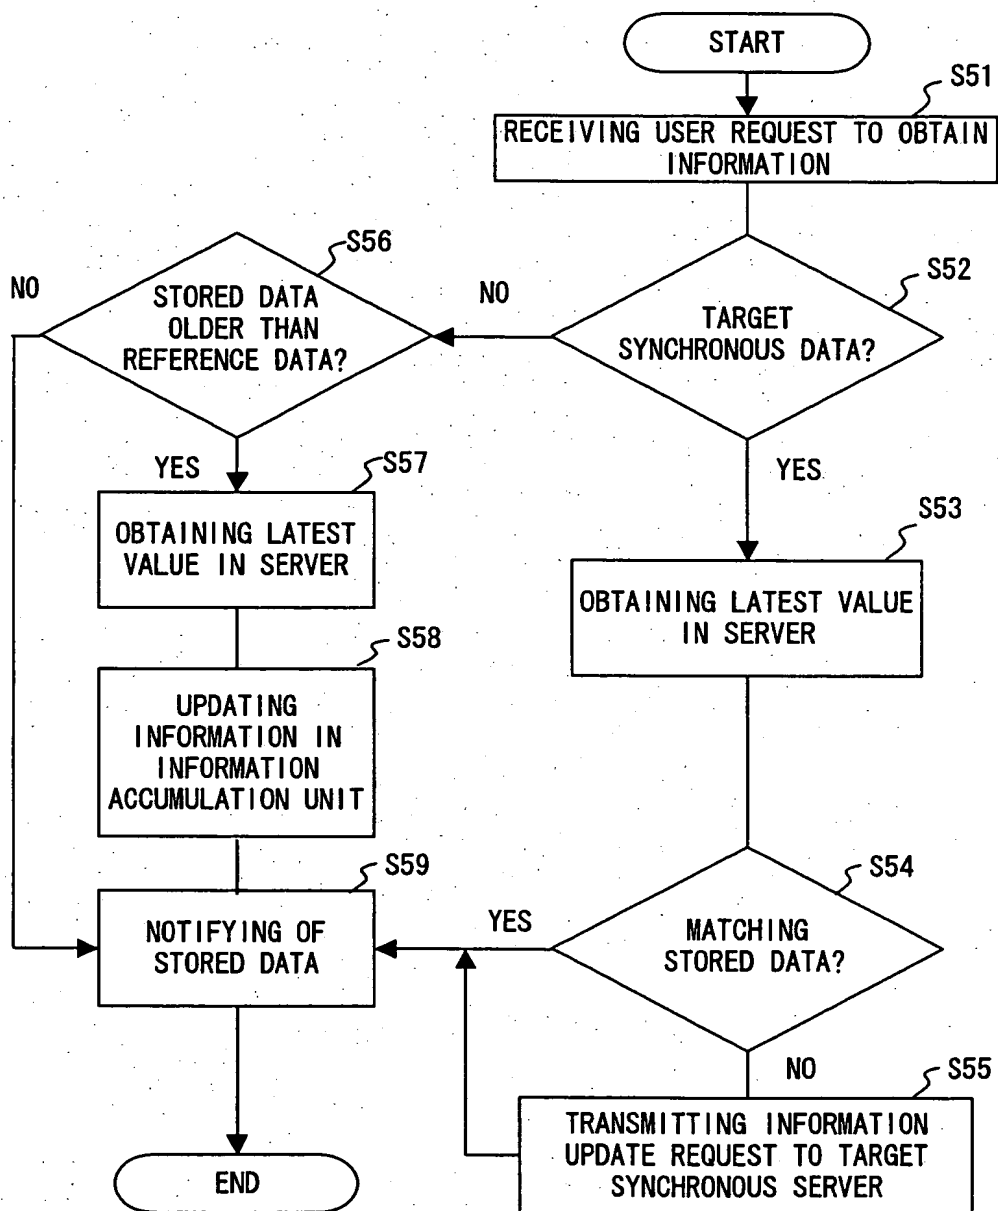 START
S51
RECEIVING USER REQUEST TO OBTAIN
INFORMATION
S56
STORED DATA
OLDER THAN
REFERENCE DATA?
NO
NO
S52
TARGET
SYNCHRONOUS DATA?
YES
S57
OBTAINING LATEST
VALUE IN SERVER
YES
S53
OBTAINING LATEST VALUE
IN SERVER
S58
UPDATING
INFORMATION IN
INFORMATION
ACCUMULATION UNIT
S59
NOTIFYING OF
STORED DATA
YES
S54
MATCHING
STORED DATA?
NO
S55
TRANSMITTING INFORMATION
UPDATE REQUEST TO TARGET
SYNCHRONOUS SERVER
END